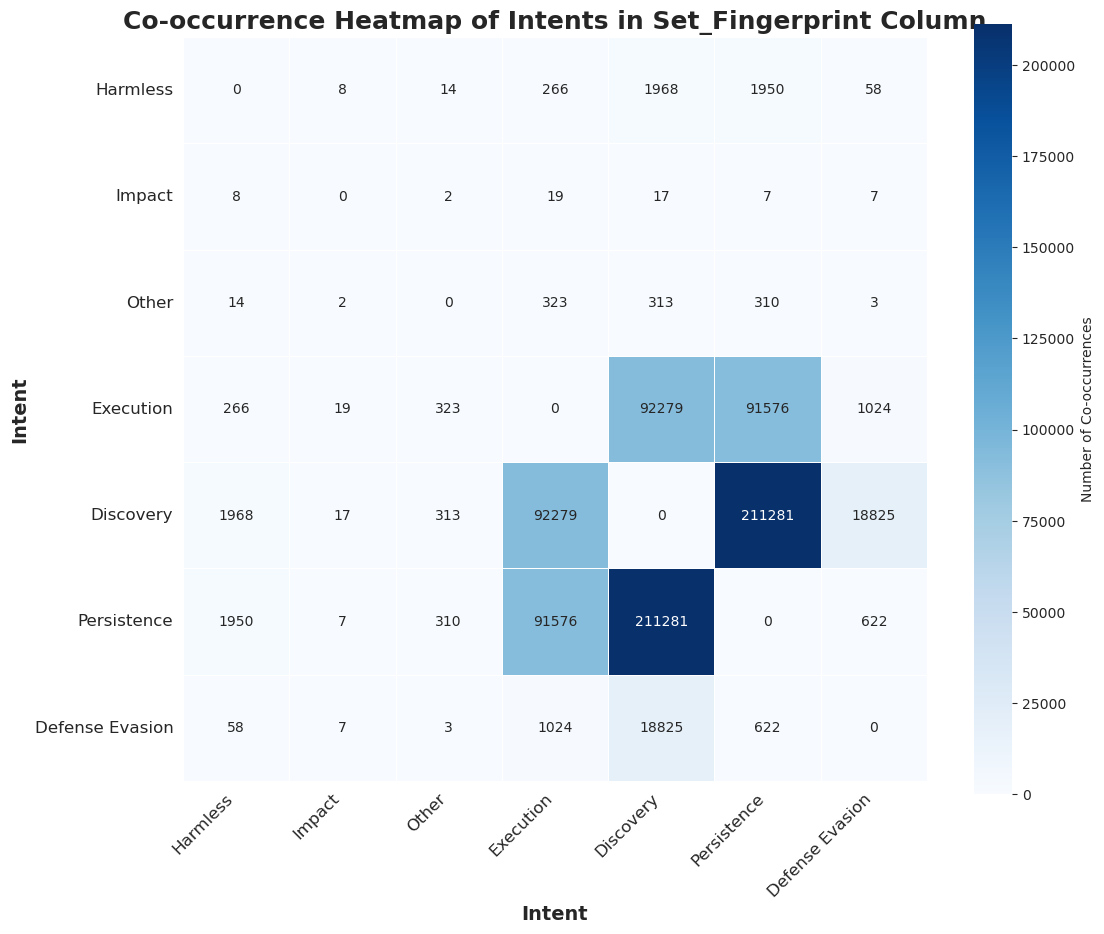 Co-occurrence Heatmap of Intents in Set_Fingerprint Column
Harmless 0 8 14 266 1968 1950 58
Impact 8 0 2 19 17 7 7
Other 14 2 0 323 313 310 3
Execution 266 19 323 0 92279 91576 1024
Discovery 1968 17 313 92279 0 211281 18825
Persistence 1950 7 310 91576 211281 0 622
Defense Evasion 58 7 3 1024 18825 622 0
Harmless Impact Other Execution Discovery Persistence Defense Evasion
Intent
Intent
200000
175000
150000
125000
100000
75000
50000
25000
0
Number of Co-occurrences